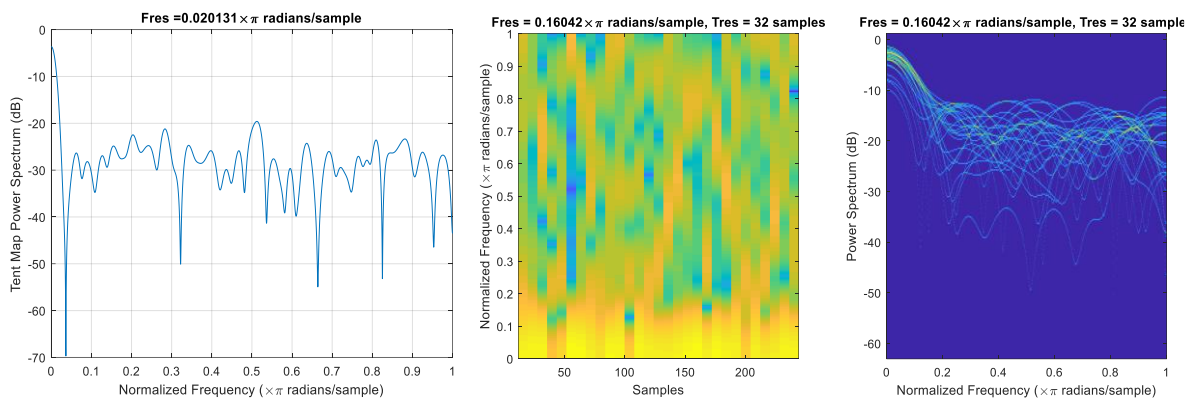 Fres =0.020131×π radians/sample
Tent Map Power Spectrum (dB)
0
-10
-20
-30
-40
-50
-60
-70
0 0.1 0.2 0.3 0.4 0.5 0.6 0.7 0.8 0.9 1
Normalized Frequency (×π radians/sample)
Fres = 0.16042×π radians/sample, Tres = 32 samples
Normalized Frequency (×π radians/sample)
1
0.9
0.8
0.7
0.6
0.5
0.4
0.3
0.2
0.1
0
50 100 150 200
Samples
Fres = 0.16042×π radians/sample, Tres = 32 sample
Power Spectrum (dB)
0
-10
-20
-30
-40
-50
-60
0 0.2 0.4 0.6 0.8 1
Normalized Frequency (×π radians/sample)